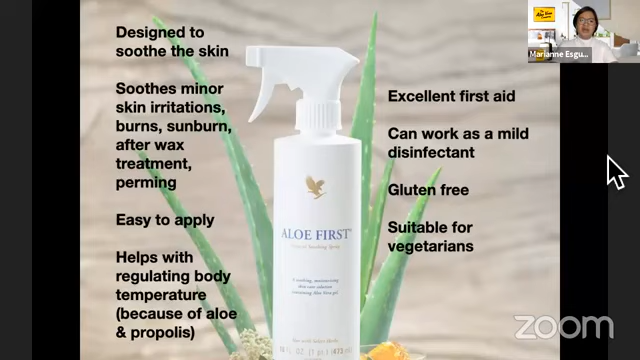 Designed to
soothe the skin
Soothes minor
skin irritations,
burns, sunburn,
after wax
treatment,
perming
Easy to apply
Helps with
regulating body
temperature
(because of aloe
& propolis)
ALOE FIRST
Excellent first aid
Can work as a mild
disinfectant
Gluten free
Suitable for
vegetarians
Marianne Esgu...
zoom